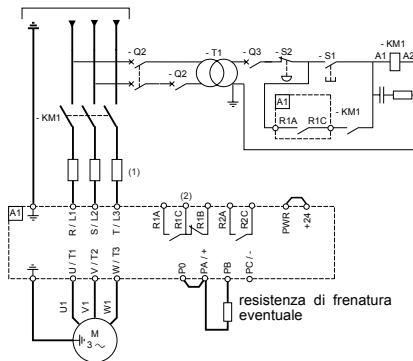 - Q2
- T1
- Q3
- S2
- S1
- KM1
A1
A2
- Q2
A1
- KM1
R1A
R1C
- KM1
(1)
A1
R / L1
S / L2
T / L3
(2)
R1A
R1C
R1B
R2A
R2C
PWR
+24
U / T1
V / T2
W / T3
P0
PA / +
PB
PC / -
U1
V1
W1
M
3 ~
resistenza di frenatura
eventuale